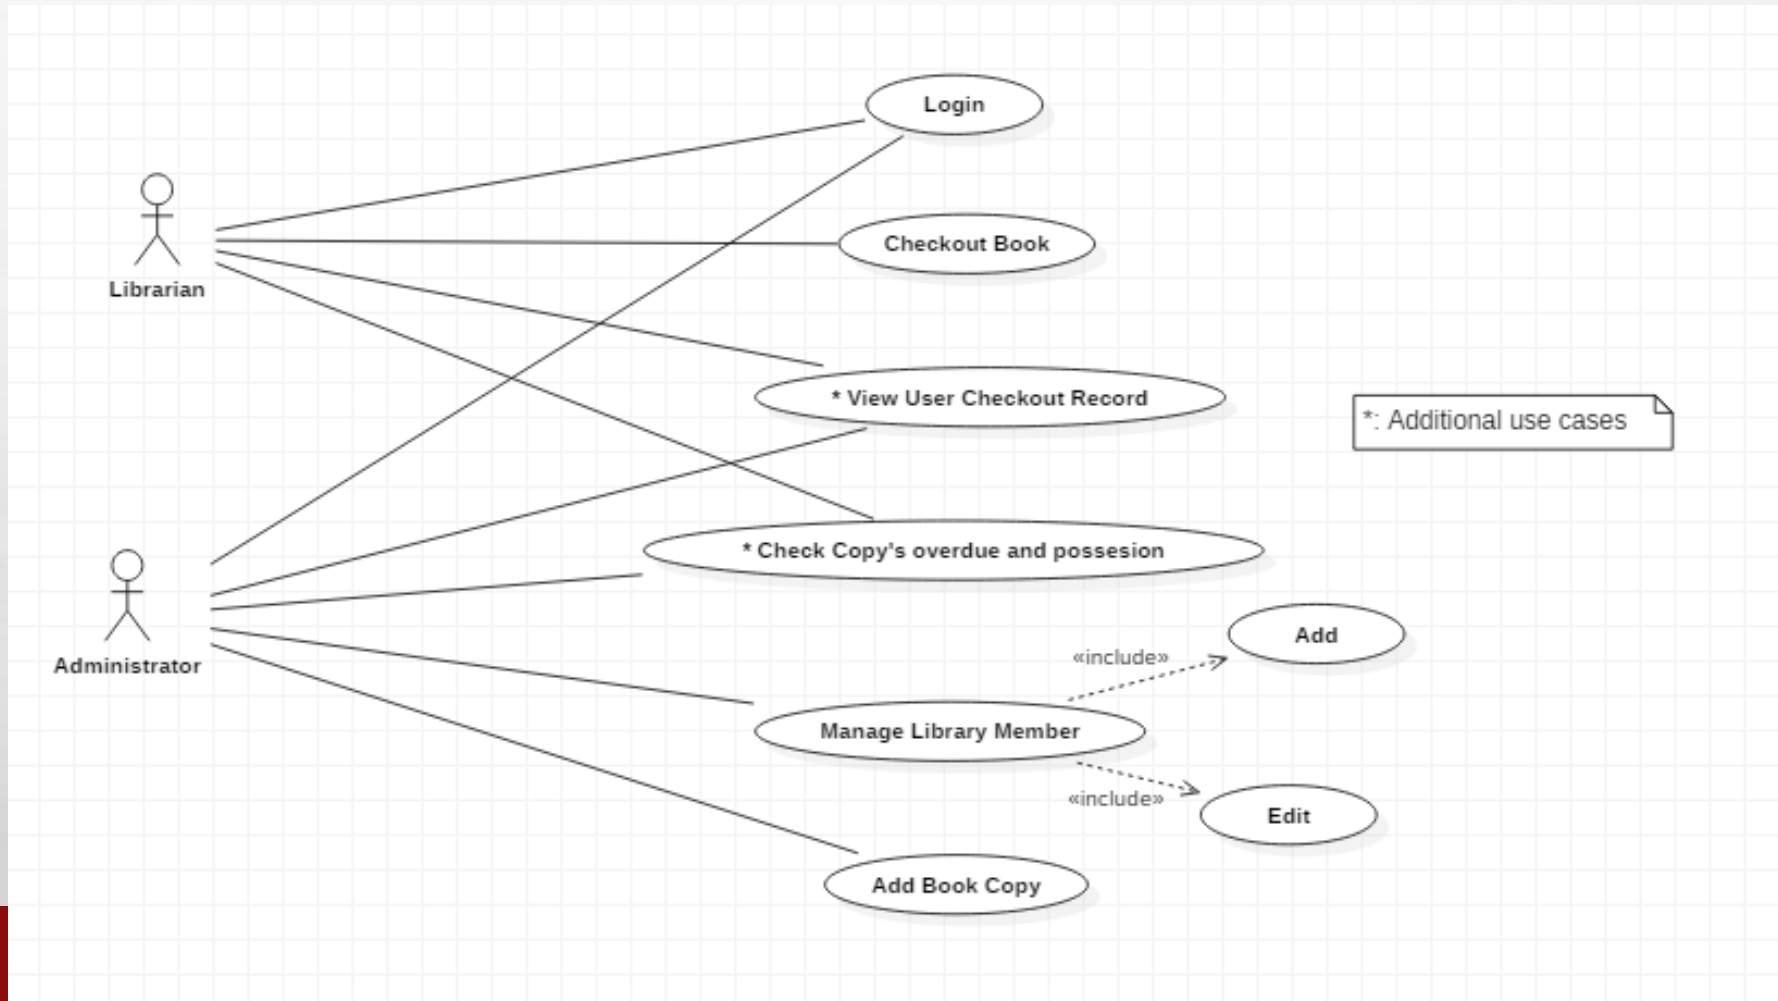 Login
Checkout Book
Librarian
* View User Checkout Record
*: Additional use cases
* Check Copy's overdue and possesion
Add
«include»
Administrator
Manage Library Member
«include»
Edit
Add Book Copy